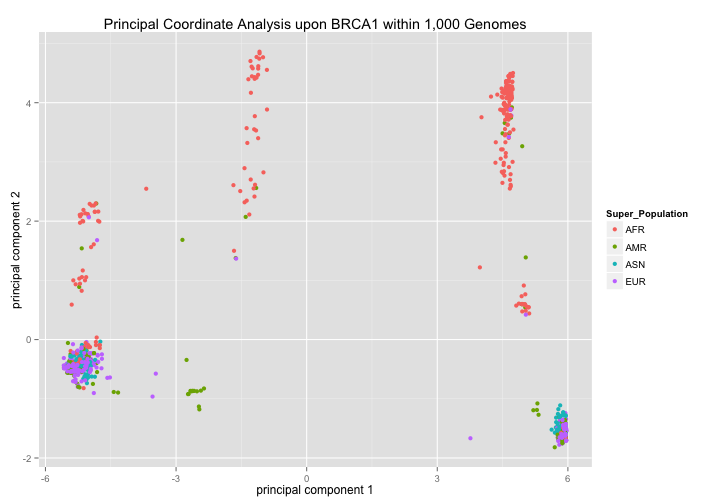 Principal Coordinate Analysis upon BRCA1 within 1,000 Genomes
principal component 2
4
2
0
-2
-6
-3
0
3
6
principal component 1
Super_Population
AFR
AMR
ASN
EUR